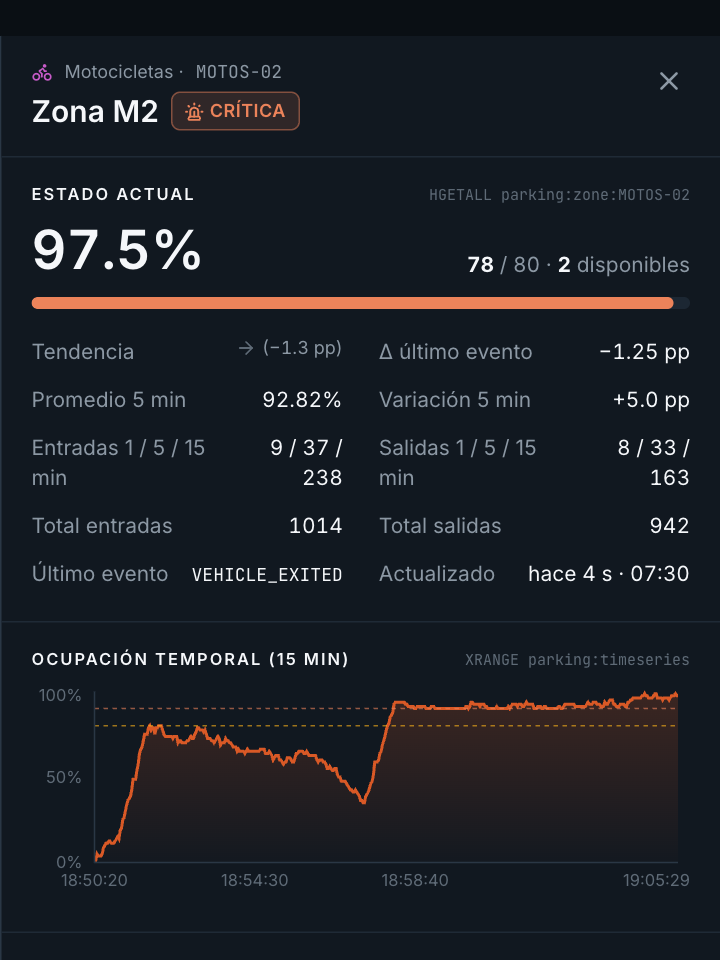 Motocicletas · MOTOS-02
Zona M2 CRÍTICA
ESTADO ACTUAL HGETALL parking:zone:MOTOS-02
97.5% 78 / 80 · 2 disponibles
Tendencia → (−1.3 pp) Δ último evento −1.25 pp
Promedio 5 min 92.82% Variación 5 min +5.0 pp
Entradas 1 / 5 / 15 min 9 / 37 / 238 Salidas 1 / 5 / 15 min 8 / 33 / 163
Total entradas 1014 Total salidas 942
Último evento VEHICLE_EXITED Actualizado hace 4 s · 07:30
OCUPACIÓN TEMPORAL (15 MIN) XRANGE parking:timeseries
100%
50%
0%
18:50:20 18:54:30 18:58:40 19:05:29